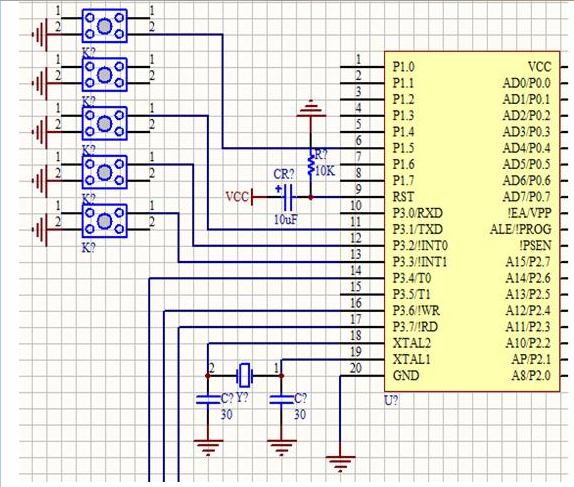 1 1
2 2
K?
1 1
2 2
K?
1 1
2 2
K?
1 1
2 2
K?
1 1
2 2
K?
R?
10K
CR?
+
VCC
10uF
1 P1.0 VCC
2 P1.1 AD0/P0.0
3 P1.2 AD1/P0.1
4 P1.3 AD2/P0.2
5 P1.4 AD3/P0.3
6 P1.5 AD4/P0.4
7 P1.6 AD5/P0.5
8 P1.7 AD6/P0.6
9 RST AD7/P0.7
10 P3.0/RXD !EA/VPP
11 P3.1/TXD ALE/!PROG
12 P3.2/!INT0 !PSEN
13 P3.3/!INT1 A15/P2.7
14 P3.4/T0 A14/P2.6
15 P3.5/T1 A13/P2.5
16 P3.6/!WR A12/P2.4
17 P3.7/!RD A11/P2.3
18 XTAL2 A10/P2.2
19 XTAL1 AP/P2.1
20 GND A8/P2.0
U?
2 1
C? Y? C?
30 30